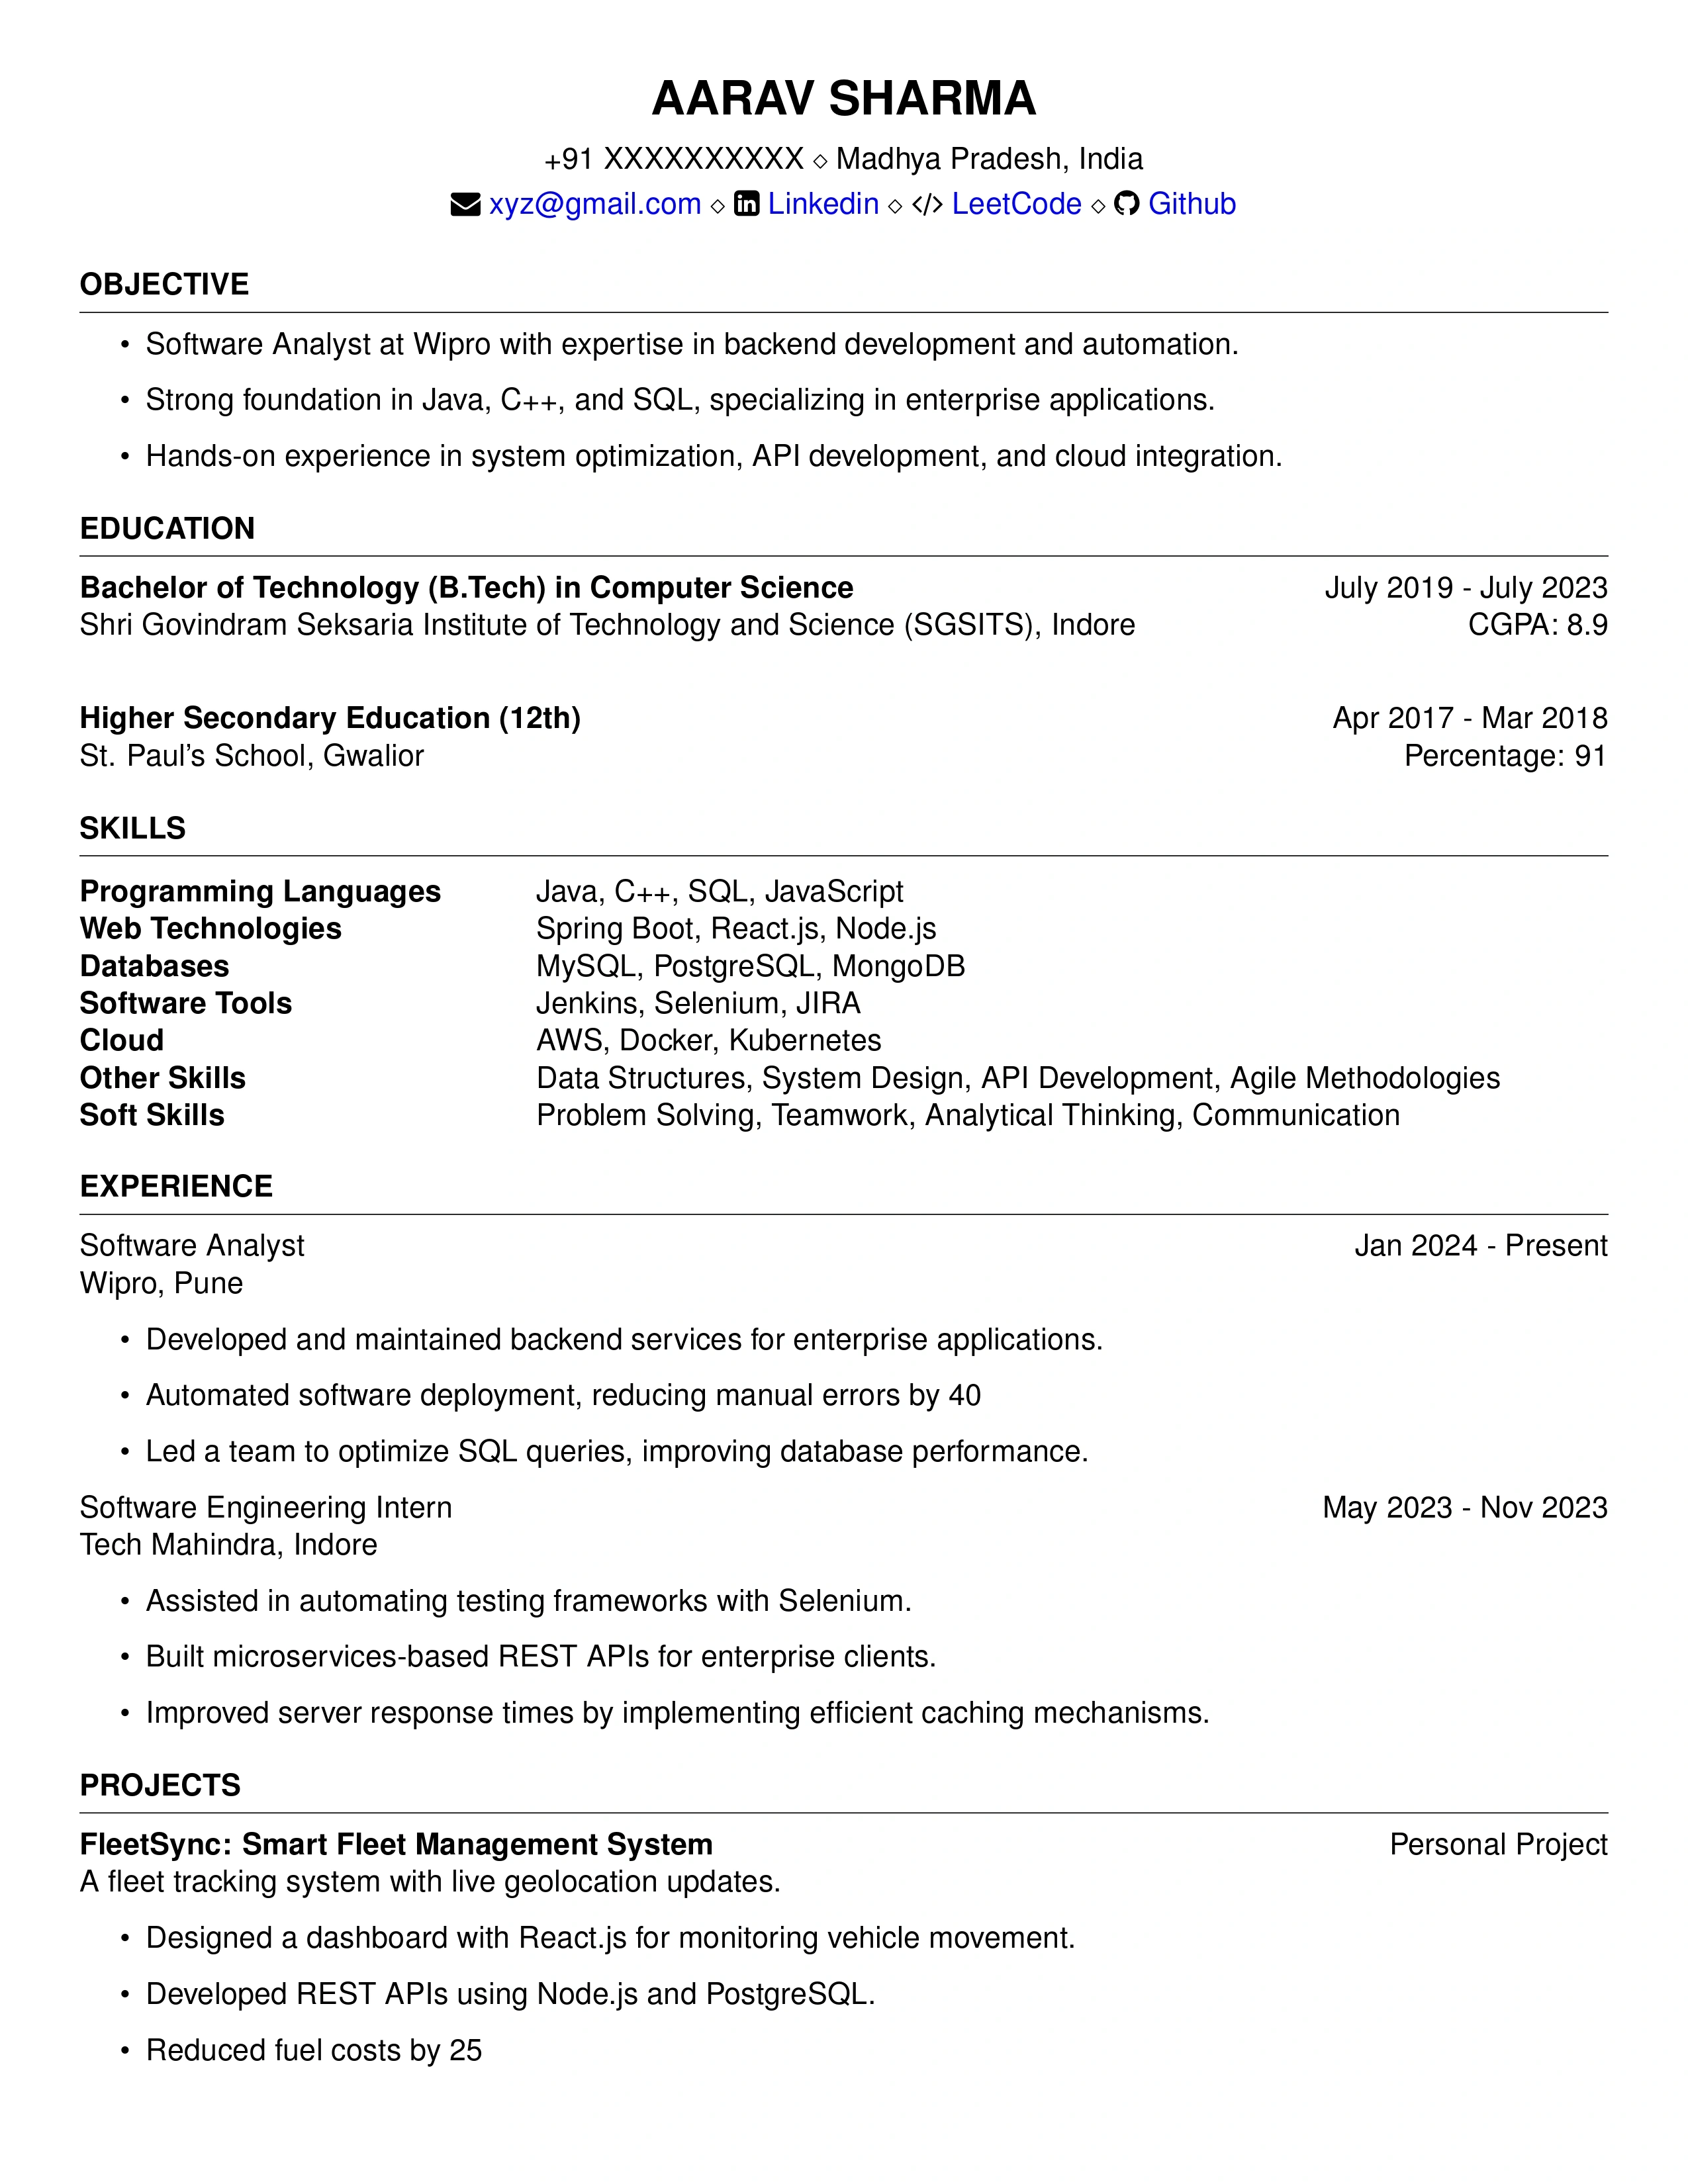 AARAV SHARMA
+91 XXXXXXXXXX ⋄ Madhya Pradesh, India
xyz@gmail.com ⋄ Linkedin ⋄ </> LeetCode ⋄ Github
OBJECTIVE
• Software Analyst at Wipro with expertise in backend development and automation.
• Strong foundation in Java, C++, and SQL, specializing in enterprise applications.
• Hands-on experience in system optimization, API development, and cloud integration.
EDUCATION
Bachelor of Technology (B.Tech) in Computer Science July 2019 - July 2023
Shri Govindram Seksaria Institute of Technology and Science (SGSITS), Indore CGPA: 8.9
Higher Secondary Education (12th) Apr 2017 - Mar 2018
St. Paul’s School, Gwalior Percentage: 91
SKILLS
Programming Languages Java, C++, SQL, JavaScript
Web Technologies Spring Boot, React.js, Node.js
Databases MySQL, PostgreSQL, MongoDB
Software Tools Jenkins, Selenium, JIRA
Cloud AWS, Docker, Kubernetes
Other Skills Data Structures, System Design, API Development, Agile Methodologies
Soft Skills Problem Solving, Teamwork, Analytical Thinking, Communication
EXPERIENCE
Software Analyst Jan 2024 - Present
Wipro, Pune
• Developed and maintained backend services for enterprise applications.
• Automated software deployment, reducing manual errors by 40
• Led a team to optimize SQL queries, improving database performance.
Software Engineering Intern May 2023 - Nov 2023
Tech Mahindra, Indore
• Assisted in automating testing frameworks with Selenium.
• Built microservices-based REST APIs for enterprise clients.
• Improved server response times by implementing efficient caching mechanisms.
PROJECTS
FleetSync: Smart Fleet Management System Personal Project
A fleet tracking system with live geolocation updates.
• Designed a dashboard with React.js for monitoring vehicle movement.
• Developed REST APIs using Node.js and PostgreSQL.
• Reduced fuel costs by 25